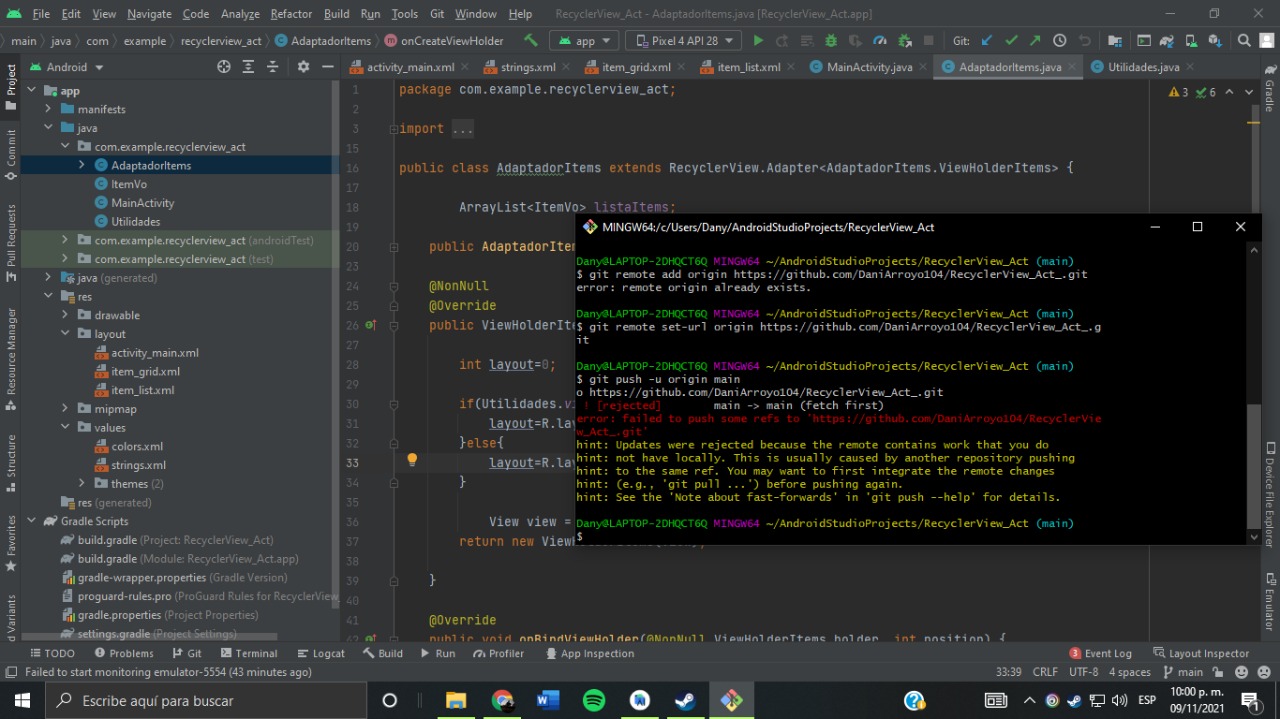 File Edit View Navigate Code Analyze Refactor Build Run Tools Git Window Help RecyclerView_Act - AdaptadorItems.java [RecyclerView_Act.app]
main java com example recyclerview_act AdaptadorItems onCreateViewHolder app Pixel 4 API 28 Git:
Android activity_main.xml strings.xml item_grid.xml item_list.xml MainActivity.java AdaptadorItems.java Utilidades.java
Project
Commit
Pull Requests
Resource Manager
Structure
Favorites
d Variants
app
manifests
java
com.example.recyclerview_act
AdaptadorItems
ItemVo
MainActivity
Utilidades
com.example.recyclerview_act (androidTest)
com.example.recyclerview_act (test)
java (generated)
res
drawable
layout
activity_main.xml
item_grid.xml
item_list.xml
mipmap
values
colors.xml
strings.xml
themes (2)
res (generated)
Gradle Scripts
build.gradle (Project: RecyclerView_Act)
build.gradle (Module: RecyclerView_Act.app)
gradle-wrapper.properties (Gradle Version)
proguard-rules.pro (ProGuard Rules for RecyclerView_
gradle.properties (Project Properties)
settings.gradle (Project Settings)
1 package com.example.recyclerview_act;
2
3 import ...
15
16 public class AdaptadorItems extends RecyclerView.Adapter<AdaptadorItems.ViewHolderItems> {
17
18 ArrayList<ItemVo> listaItems;
20 public AdaptadorItem
23
24 @NonNull
25 @Override
26 public ViewHolderIte
27
28 int layout=0;
29
30 if(Utilidades.vi
31 layout=R.lay
32 }else{
33 layout=R.lay
34 }
35
36 View view =
37 return new View
38
39 }
40
41 @Override
42 public void onBindViewHolder(@NonNull ViewHolderItems holder, int position) {
3 6
MINGW64:/c/Users/Dany/AndroidStudioProjects/RecyclerView_Act
Dany@LAPTOP-2DHQCT6Q MINGW64 ~/AndroidStudioProjects/RecyclerView_Act (main)
$ git remote add origin https://github.com/DaniArroyo104/RecyclerView_Act_.git
error: remote origin already exists.
Dany@LAPTOP-2DHQCT6Q MINGW64 ~/AndroidStudioProjects/RecyclerView_Act (main)
$ git remote set-url origin https://github.com/DaniArroyo104/RecyclerView_Act_.g
it
Dany@LAPTOP-2DHQCT6Q MINGW64 ~/AndroidStudioProjects/RecyclerView_Act (main)
$ git push -u origin main
o https://github.com/DaniArroyo104/RecyclerView_Act_.git
! [rejected] main -> main (fetch first)
error: failed to push some refs to 'https://github.com/DaniArroyo104/RecyclerVie
w_Act_.git'
hint: Updates were rejected because the remote contains work that you do
hint: not have locally. This is usually caused by another repository pushing
hint: to the same ref. You may want to first integrate the remote changes
hint: (e.g., 'git pull ...') before pushing again.
hint: See the 'Note about fast-forwards' in 'git push --help' for details.
Dany@LAPTOP-2DHQCT6Q MINGW64 ~/AndroidStudioProjects/RecyclerView_Act (main)
$
Gradle
Device File Explorer
Emulator
TODO Problems Git Terminal Logcat Build Run Profiler App Inspection 3 Event Log Layout Inspector
Failed to start monitoring emulator-5554 (43 minutes ago) 33:39 CRLF UTF-8 4 spaces main
Escribe aquí para buscar
ESP
10:00 p. m.
09/11/2021
1